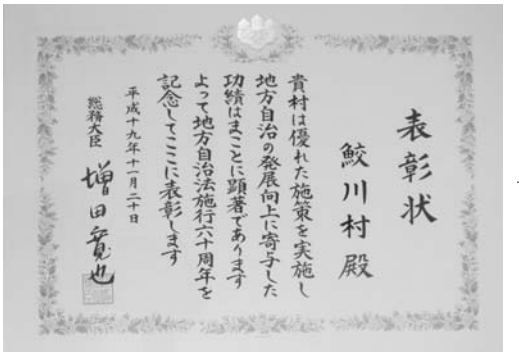 表彰状
鮫川村殿
貴村は優れた施策を実施し
地方自治の発展向上に寄与した
功績はまことに顕著であります
よって地方自治法施行六十周年を
記念してここに表彰します
平成十九年十一月二十日
総務大臣 増田寛也